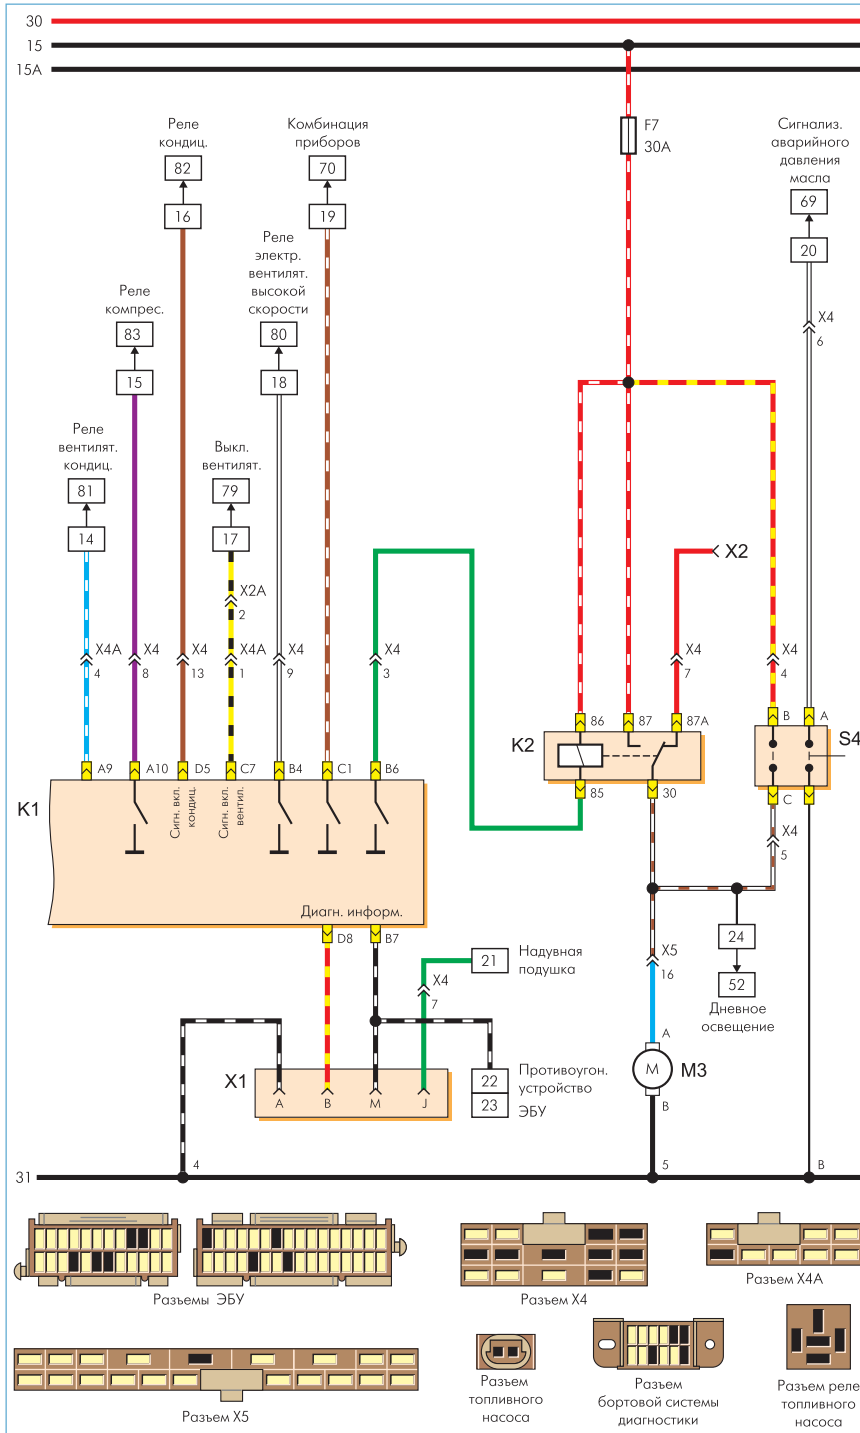 30
15
15А
F7
30А
Реле
кондиц.
82
16
Комбинация
приборов
70
19
Сигнализ.
аварийного
давления
масла
69
20
Реле
электр.
вентилят.
высокой
скорости
80
18
Реле
компрес.
83
15
X4
6
Реле
вентилят.
кондиц.
81
14
Выкл.
вентилят.
79
17
X2A
2
X2
X4A
4
X4
8
X4
13
X4A
1
X4
9
X4
3
X4
7
X4
4
86
87
87A
B
A
K2
S4
85
30
C
A9
A10
D5
C7
B4
C1
B6
K1
Сигн. вкл.
кондиц.
Сигн. вкл.
вентил.
X4
5
Диагн. информ.
D8
B7
24
52
Дневное
освещение
21
Надувная
подушка
X4
7
X5
16
A
M
M3
B
X1
A
B
M
J
22
23
Противоугон.
устройство
ЭБУ
31
4
5
B
Разъемы ЭБУ
Разъем X4
Разъем X4A
Разъем X5
Разъем
топливного
насоса
Разъем
бортовой системы
диагностики
Разъем реле
топливного
насоса